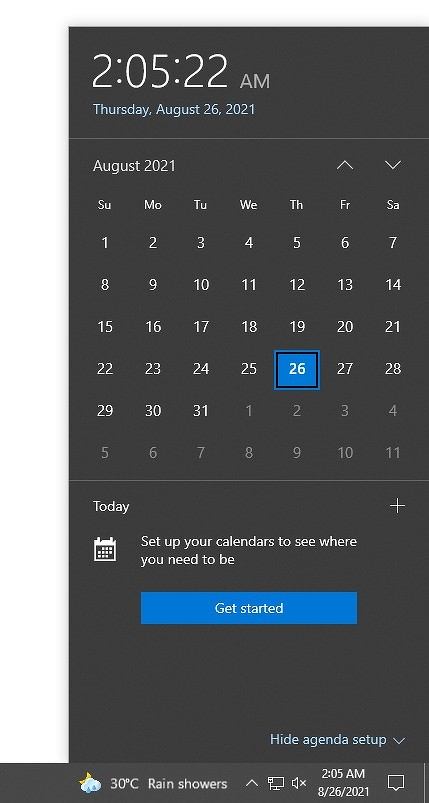 2:05:22 AM
Thursday, August 26, 2021
August 2021
Su Mo Tu We Th Fr Sa
1 2 3 4 5 6 7
8 9 10 11 12 13 14
15 16 17 18 19 20 21
22 23 24 25 26 27 28
29 30 31 1 2 3 4
5 6 7 8 9 10 11
Today
Set up your calendars to see where
you need to be
Get started
Hide agenda setup
30°C Rain showers
2:05 AM
8/26/2021